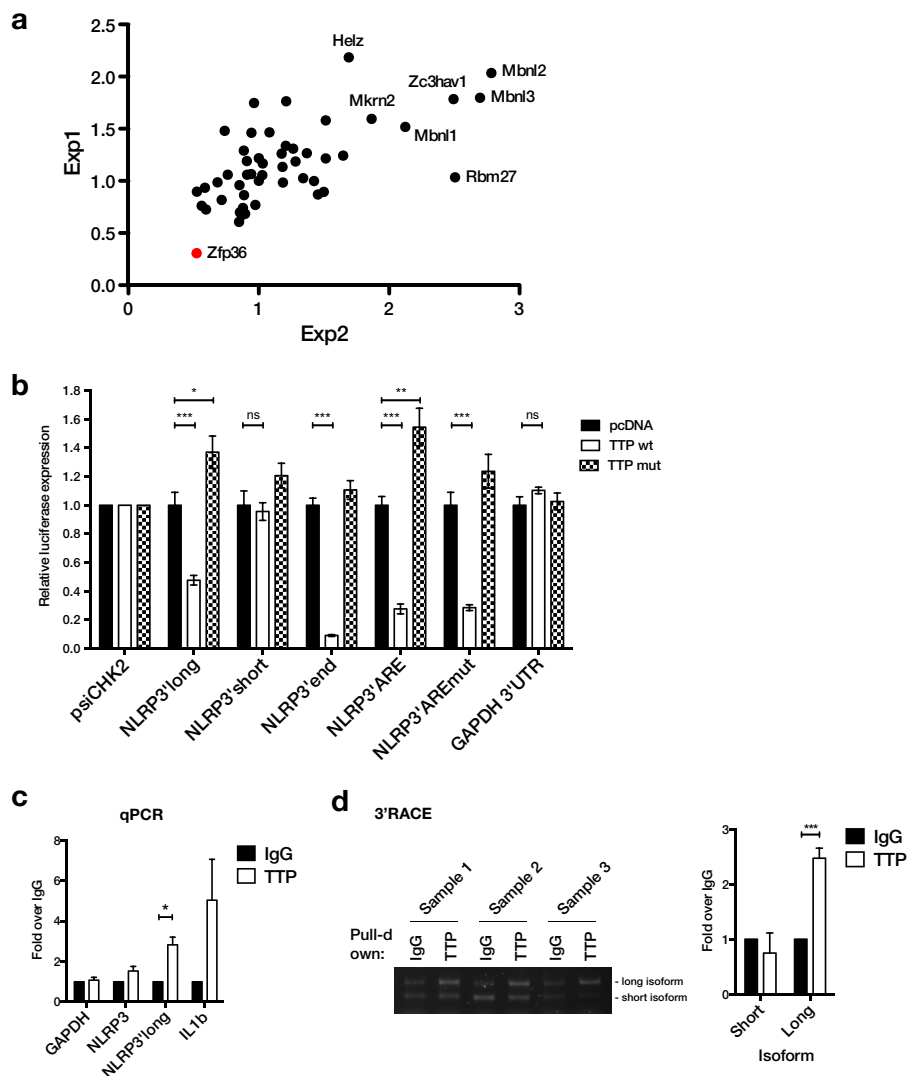 a
2.5
2.0
1.5
1.0
0.5
0.0
Exp1
0
1
2
3
Exp2
Helz
Mbnl2
Zc3hav1
Mbnl3
Mkrn2
Mbnl1
Rbm27
Zfp36
b
1.8
1.6
1.4
1.2
1.0
0.8
0.6
0.4
0.2
0.0
Relative luciferase expression
*
***
ns
***
**
***
***
ns
pcDNA
TTP wt
TTP mut
psiCHK2
NLRP3'long
NLRP3'short
NLRP3'end
NLRP3'ARE
NLRP3'AREmut
GAPDH 3'UTR
c
qPCR
8
6
4
2
0
Fold over IgG
*
IgG
TTP
GAPDH
NLRP3
NLRP3'long
IL1b
d
3'RACE
Sample 1
Sample 2
Sample 3
Pull-d
own:
IgG
TTP
IgG
TTP
IgG
TTP
- long isoform
- short isoform
3
2
1
0
Fold over IgG
***
IgG
TTP
Short
Long
Isoform